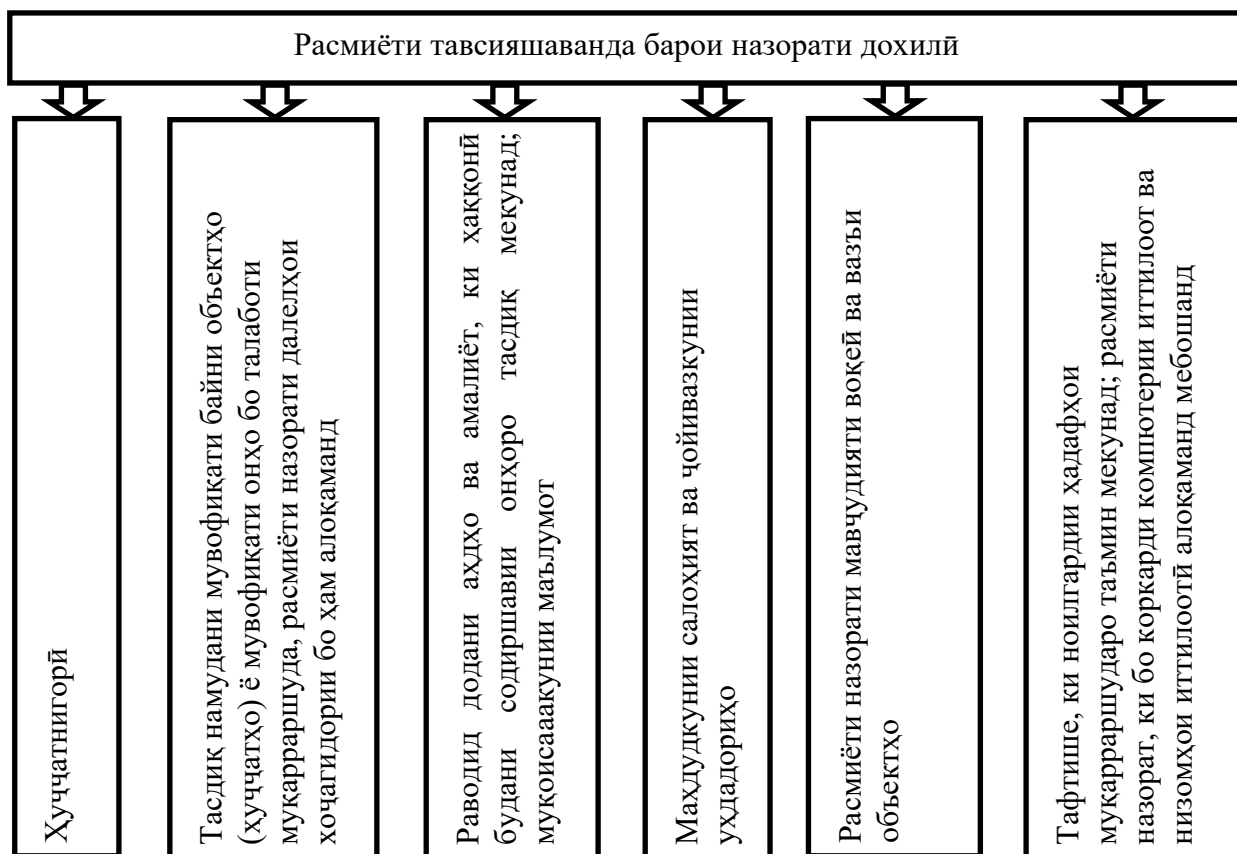 Расмиёти тавсияшаванда барои назорати дохилӣ
Ҳуҷҷатнигорӣ
Тасдиқ намудани мувофиқати байни объектҳо
(ҳуҷҷатҳо) ё мувофиқати онҳо бо талаботи
муқарраршуда, расмиёти назорати далелҳои
хоҷагидории бо ҳам алоқаманд
Раводид додани аҳдҳо ва амалиёт, ки ҳаққонӣ
будани содиршавии онҳоро тасдиқ мекунад;
муқоисааакунии маълумот
Маҳдудкунии салоҳият ва ҷойивазкунии
уҳдадориҳо
Расмиёти назорати мавҷудияти воқеӣ ва вазъи
объектҳо
Тафтише, ки ноилгардии ҳадафҳои
муқарраршударо таъмин мекунад; расмиёти
назорат, ки бо коркарди компютерии иттилоот ва
низомҳои иттилоотӣ алоқаманд мебошанд